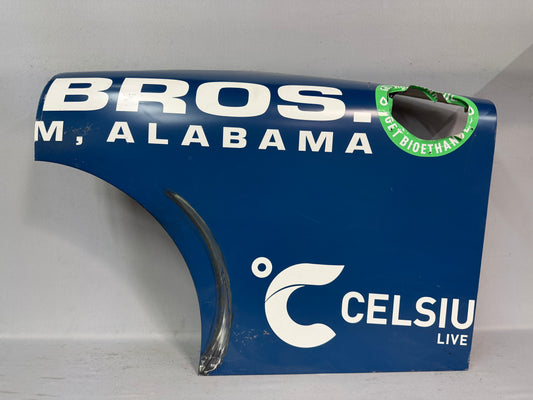 BROS.
M, ALABAMA
GET BIOETHAN
°C CELSIU
LIVE